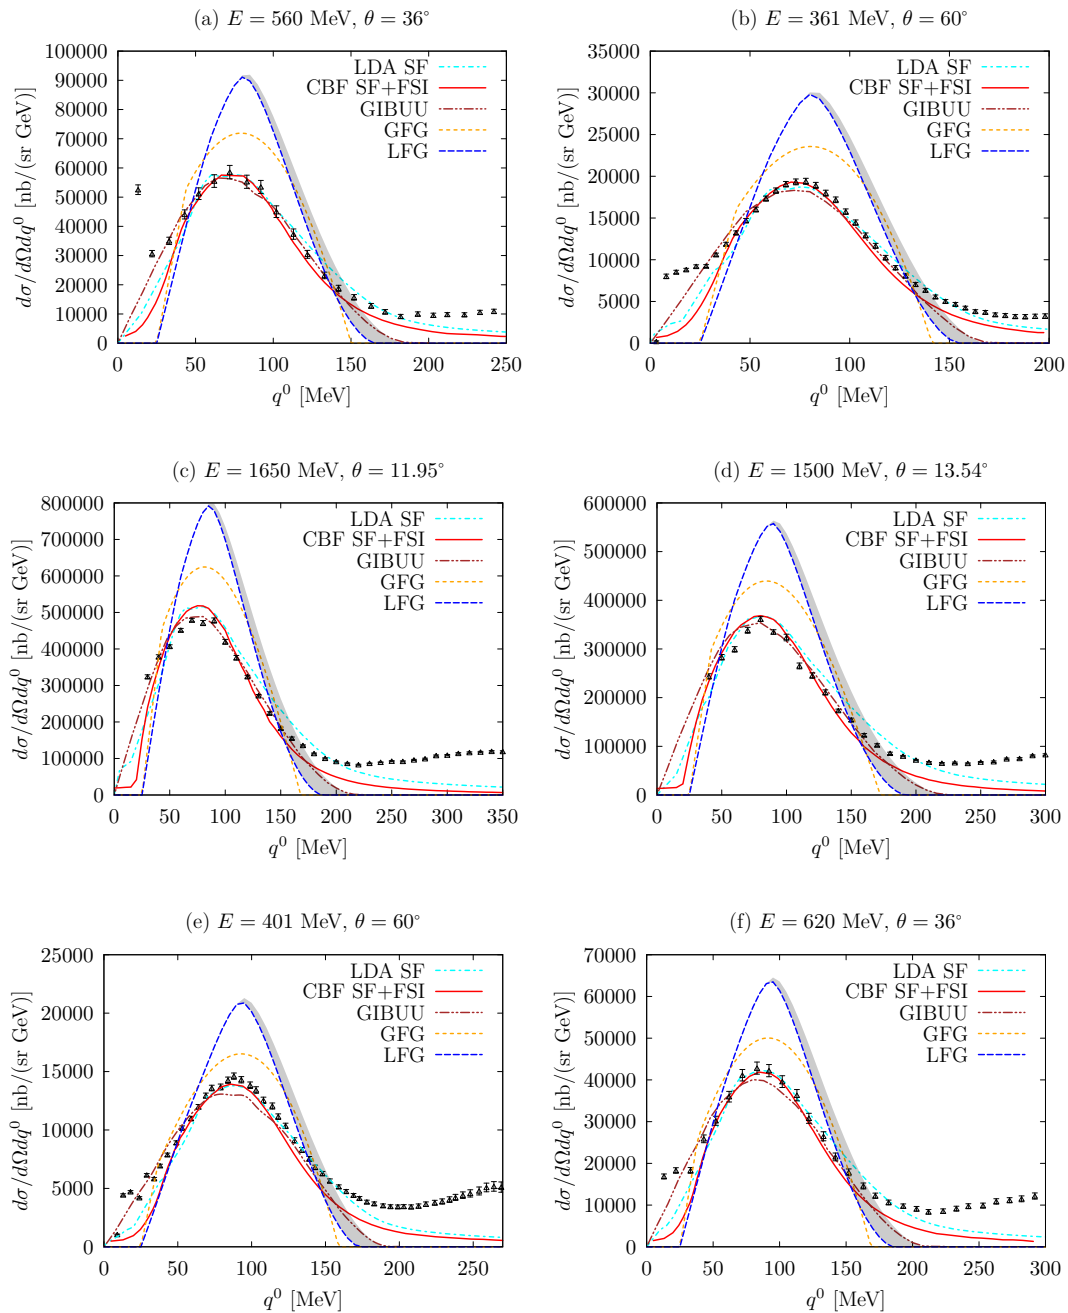 (a) E = 560 MeV, θ = 36°
dσ/dΩdq⁰ [nb/(sr GeV)]
100000
90000
80000
70000
60000
50000
40000
30000
20000
10000
0
LDA SF
CBF SF+FSI
GIBUU
GFG
LFG
0 50 100 150 200 250
q⁰ [MeV]
(b) E = 361 MeV, θ = 60°
dσ/dΩdq⁰ [nb/(sr GeV)]
35000
30000
25000
20000
15000
10000
5000
0
LDA SF
CBF SF+FSI
GIBUU
GFG
LFG
0 50 100 150 200
q⁰ [MeV]
(c) E = 1650 MeV, θ = 11.95°
dσ/dΩdq⁰ [nb/(sr GeV)]
800000
700000
600000
500000
400000
300000
200000
100000
0
LDA SF
CBF SF+FSI
GIBUU
GFG
LFG
0 50 100 150 200 250 300 350
q⁰ [MeV]
(d) E = 1500 MeV, θ = 13.54°
dσ/dΩdq⁰ [nb/(sr GeV)]
600000
500000
400000
300000
200000
100000
0
LDA SF
CBF SF+FSI
GIBUU
GFG
LFG
0 50 100 150 200 250 300
q⁰ [MeV]
(e) E = 401 MeV, θ = 60°
dσ/dΩdq⁰ [nb/(sr GeV)]
25000
20000
15000
10000
5000
0
LDA SF
CBF SF+FSI
GIBUU
GFG
LFG
0 50 100 150 200 250
q⁰ [MeV]
(f) E = 620 MeV, θ = 36°
dσ/dΩdq⁰ [nb/(sr GeV)]
70000
60000
50000
40000
30000
20000
10000
0
LDA SF
CBF SF+FSI
GIBUU
GFG
LFG
0 50 100 150 200 250 300
q⁰ [MeV]